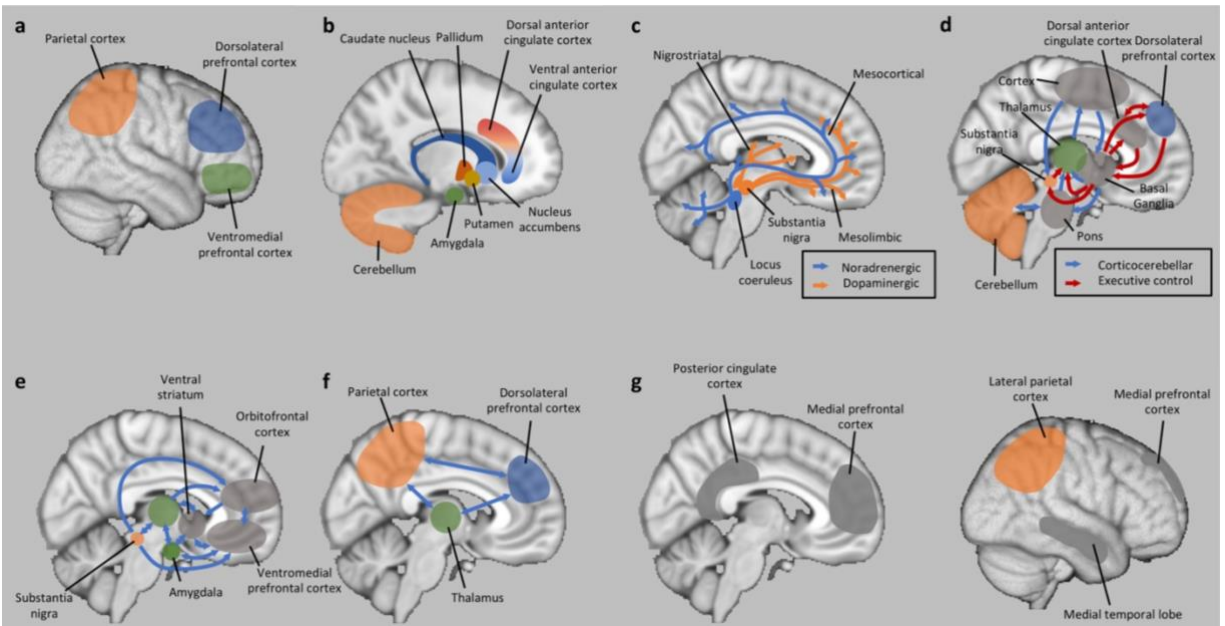 a
Parietal cortex
Dorsolateral
prefrontal cortex
Ventromedial
prefrontal cortex
b
Caudate nucleus
Pallidum
Dorsal anterior
cingulate cortex
Ventral anterior
cingulate cortex
Nucleus
accumbens
Putamen
Amygdala
Cerebellum
c
Nigrostriatal
Mesocortical
Substantia
nigra
Mesolimbic
Locus
coeruleus
Noradrenergic
Dopaminergic
d
Dorsal anterior
cingulate cortex
Dorsolateral
prefrontal cortex
Cortex
Thalamus
Substantia
nigra
Basal
Ganglia
Pons
Cerebellum
Corticocerebellar
Executive control
e
Ventral
striatum
Orbitofrontal
cortex
Substantia
nigra
Amygdala
Ventromedial
prefrontal cortex
f
Parietal cortex
Dorsolateral
prefrontal cortex
Thalamus
g
Posterior cingulate
cortex
Medial prefrontal
cortex
Lateral parietal
cortex
Medial prefrontal
cortex
Medial temporal lobe